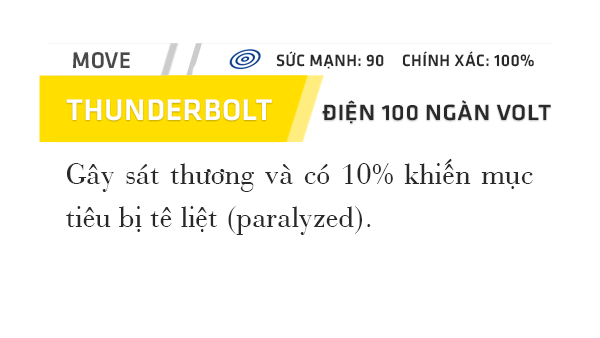 MOVE SỨC MẠNH: 90 CHÍNH XÁC: 100%
THUNDERBOLT ĐIỆN 100 NGÀN VOLT
Gây sát thương và có 10% khiến mục
tiêu bị tê liệt (paralyzed).